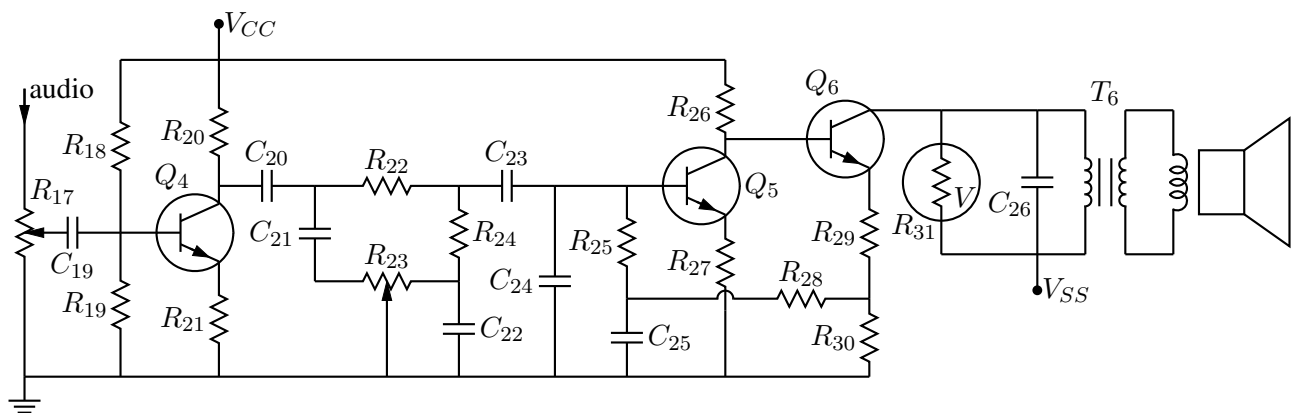 V_CC
audio
R_18
R_20
R_17
Q_4
C_19
R_19
R_21
C_20
C_21
R_22
R_23
R_24
C_22
C_23
C_24
R_25
C_25
R_26
Q_5
R_27
R_28
Q_6
R_29
R_30
R_31
V
C_26
V_SS
T_6